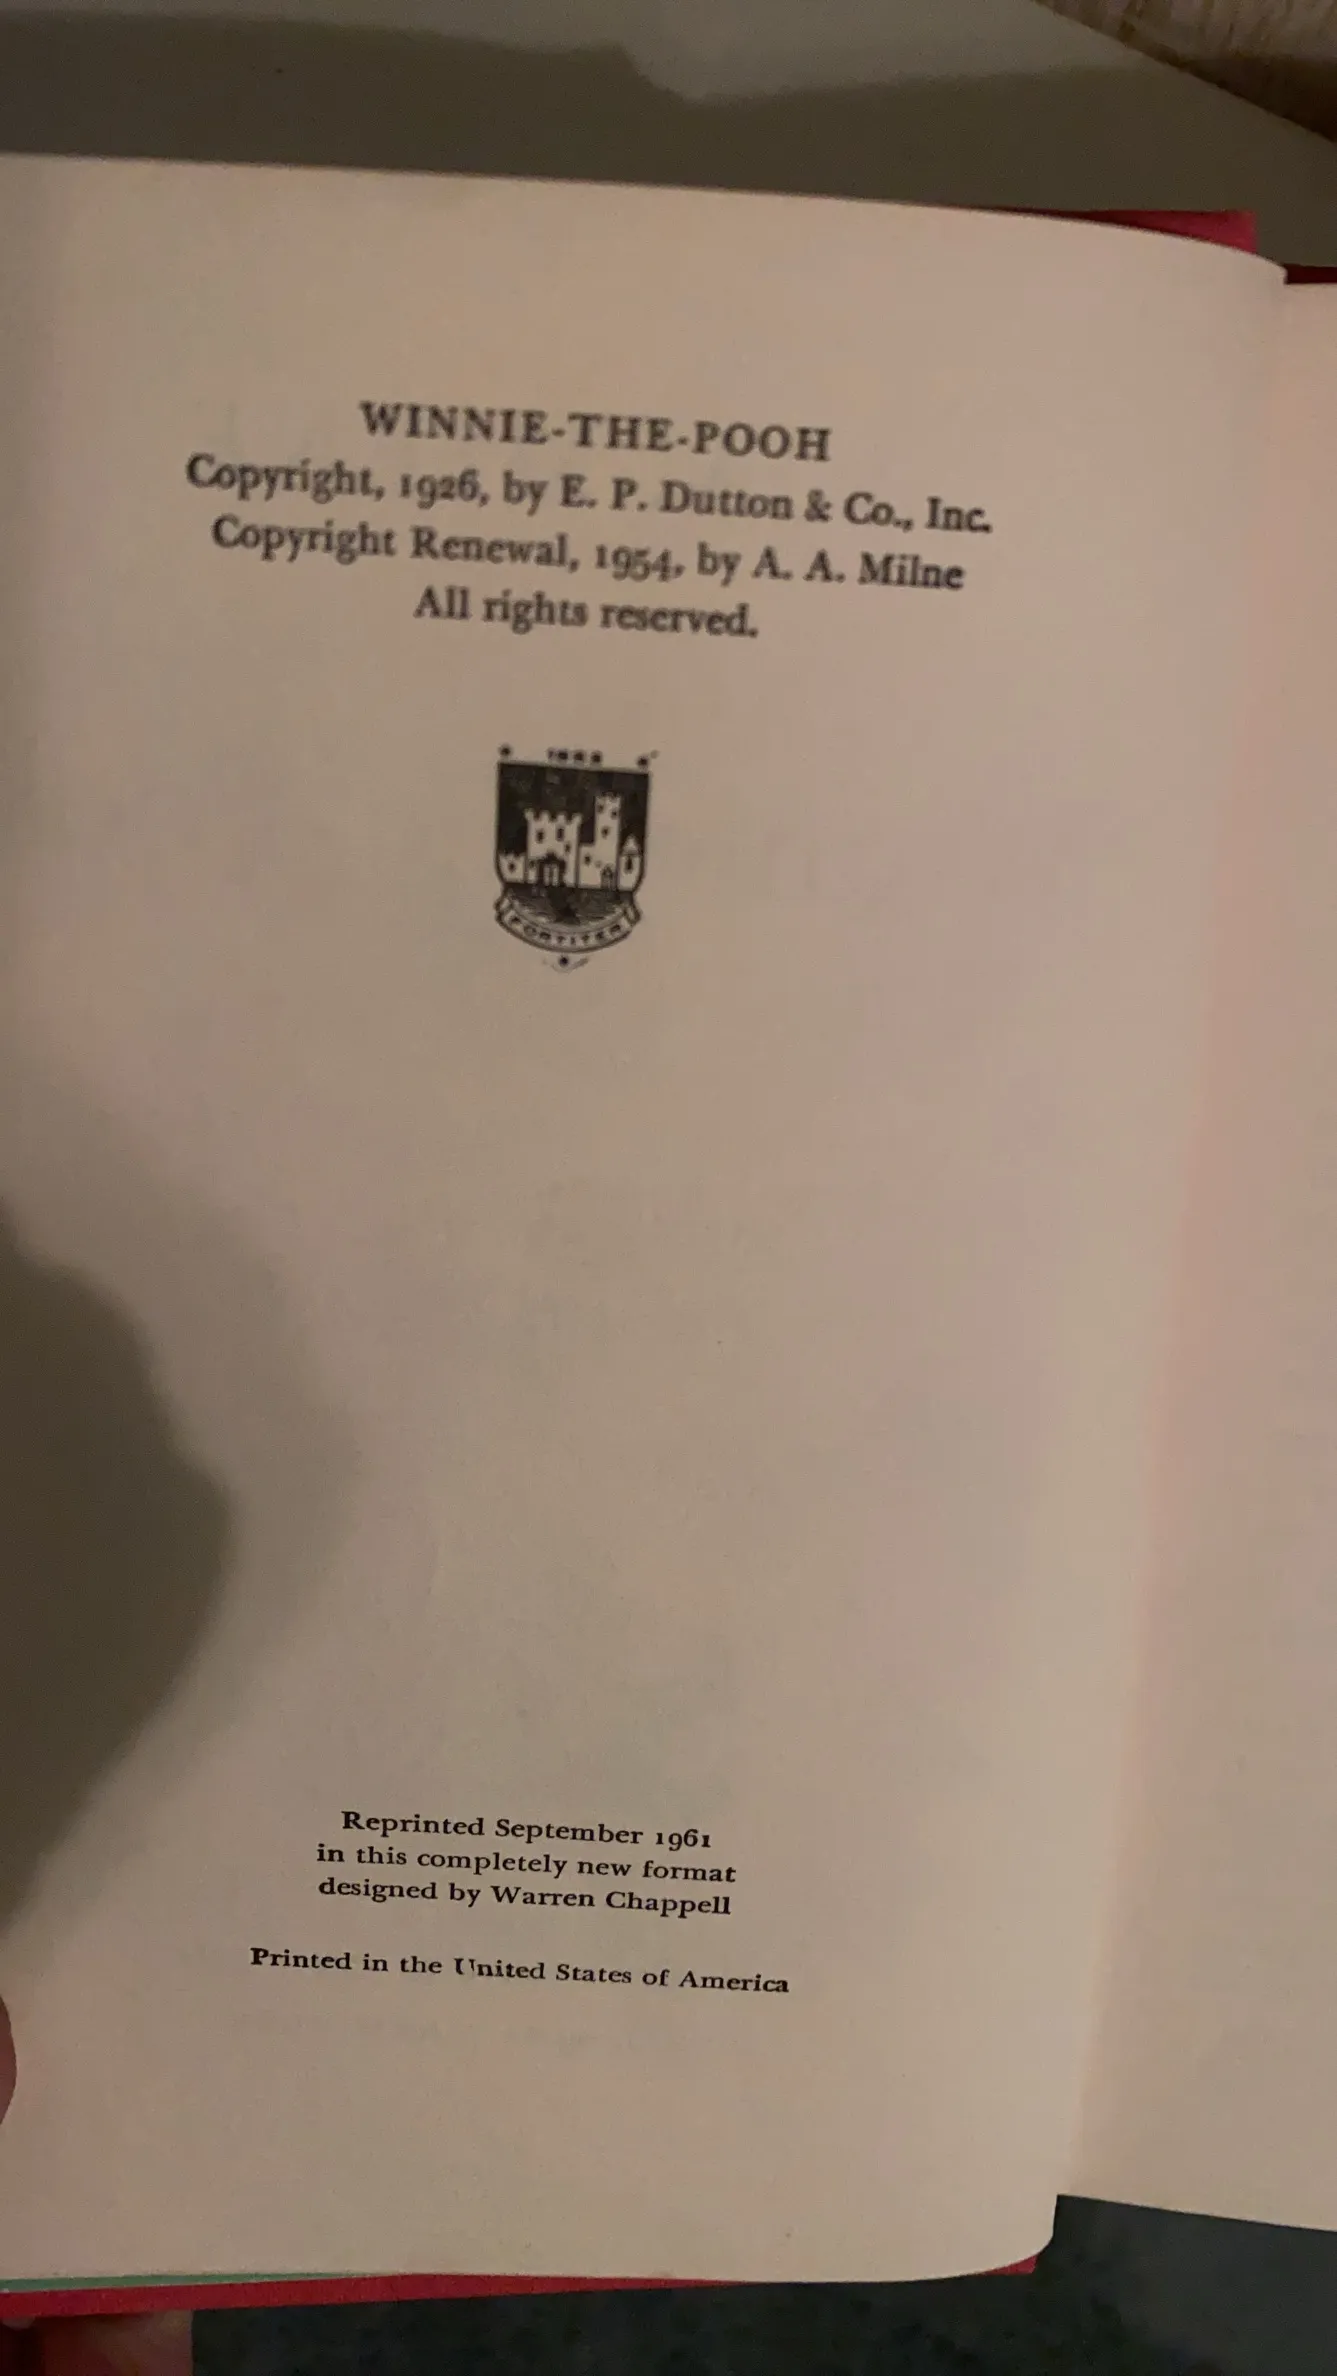 WINNIE-THE-POOH
Copyright, 1926, by E. P. Dutton & Co., Inc.
Copyright Renewal, 1954, by A. A. Milne
All rights reserved.
FORTITER
Reprinted September 1961
in this completely new format
designed by Warren Chappell
Printed in the United States of America